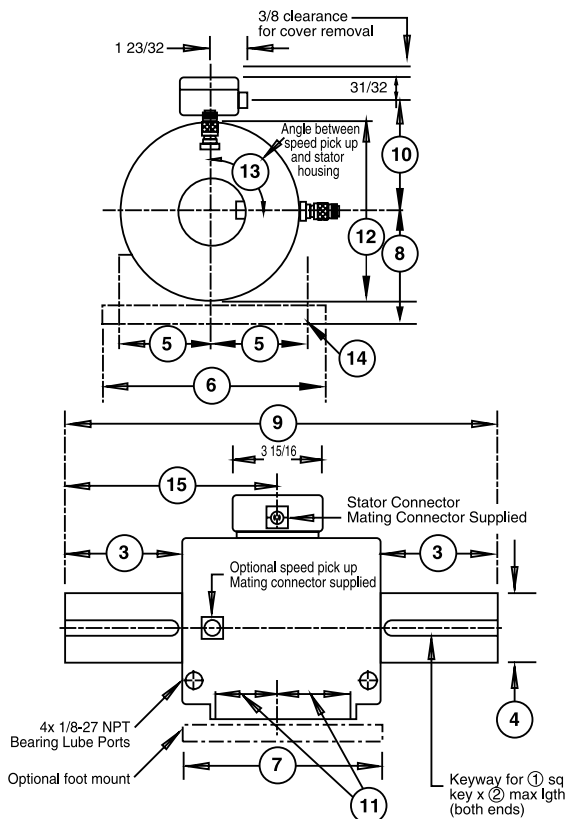 3/8 clearance
for cover removal
1 23/32
31/32
Angle between
speed pick up
and stator
housing
10
13
12
8
5
5
14
6
9
3 15/16
15
Stator Connector
Mating Connector Supplied
3
3
Optional speed pick up
Mating connector supplied
4x 1/8-27 NPT
Bearing Lube Ports
4
Optional foot mount
7
11
Keyway for ① sq
key x ② max lgth
(both ends)